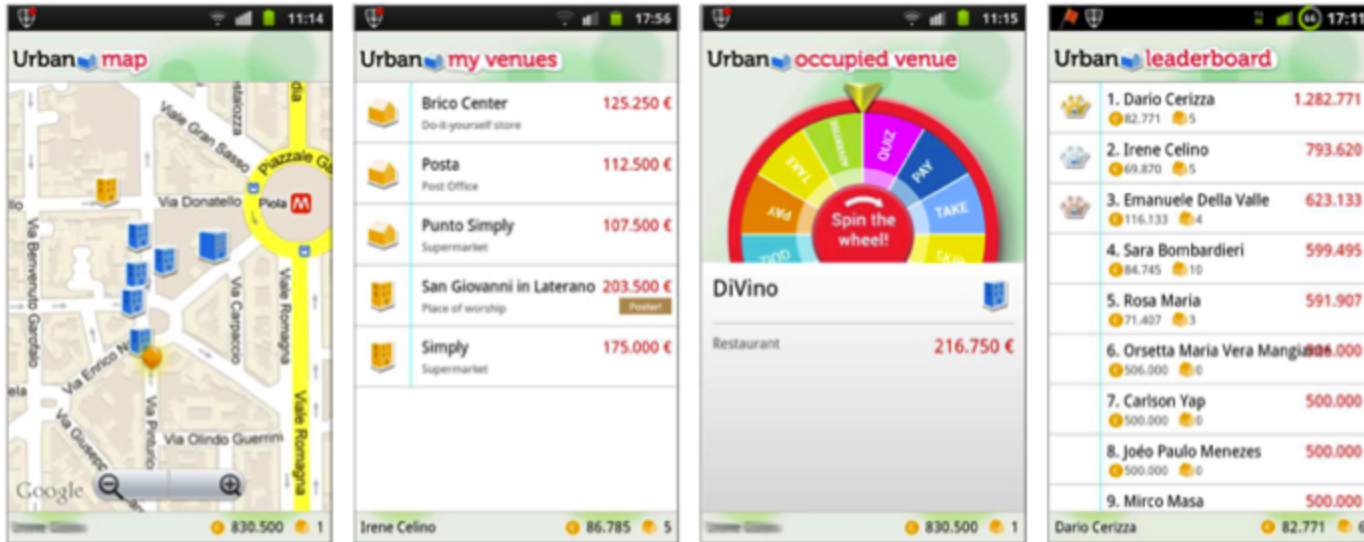 11:14
Urban map
Viale Gran Sasso
Piazzale
Via Donatello
Piola M
Via Benvenuto Garofalo
Via Carpaccio
Viale Romagna
Via Enrico N
Via Pinturic
Via Giuseppe
Via Olindo Guerrini
Viale Romagna
Google
830.500 1
17:56
Urban my venues
Brico Center 125.250 €
Do-it-yourself store
Posta 112.500 €
Post Office
Punto Simply 107.500 €
Supermarket
San Giovanni in Laterano 203.500 €
Place of worship Poster!
Simply 175.000 €
Supermarket
Irene Celino € 86.785 5
11:15
Urban occupied venue
PAY
TAKE
QUIZ
PAY
TAKE
SKIP
Spin the
wheel!
DiVino
Restaurant 216.750 €
€ 830.500 1
66 17:11
Urban leaderboard
1. Dario Cerizza 1.282.771
€ 82.771 5
2. Irene Celino 793.620
€ 69.870 5
3. Emanuele Della Valle 623.133
€ 116.133 4
4. Sara Bombardieri 599.495
€ 84.745 10
5. Rosa Maria 591.907
€ 71.407 3
6. Orsetta Maria Vera
€ 506.000 0
7. Carlson Yap 500.000
€ 500.000 0
8. Joéo Paulo Menezes 500.000
€ 500.000 0
9. Mirco Masa 500.000
Dario Cerizza € 82.771 6